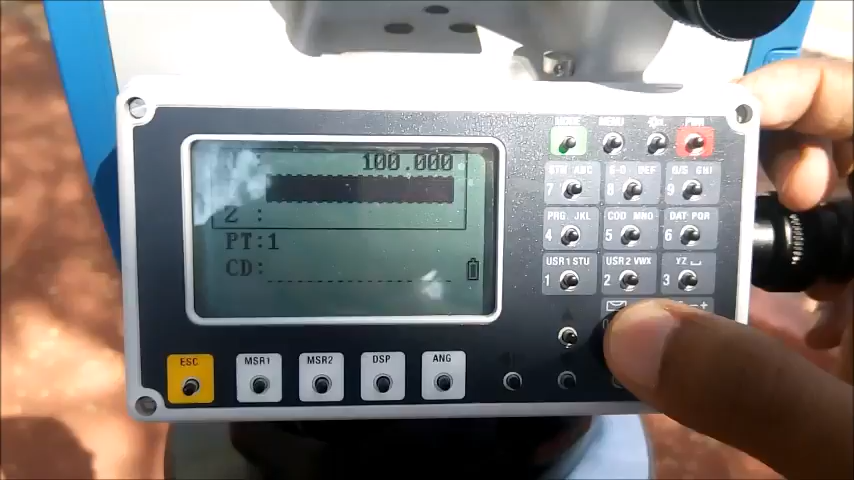 100.000
Z :
PT:1
CD:
MODE MENU PWR
STN ABC S-O DEF O/S GHI
7 8 9
PRG JKL COD MNO DAT PQR
4 5 6
USR1 STU USR2 VWX YZ
1 2 3
ESC MSR1 MSR2 DSP ANG